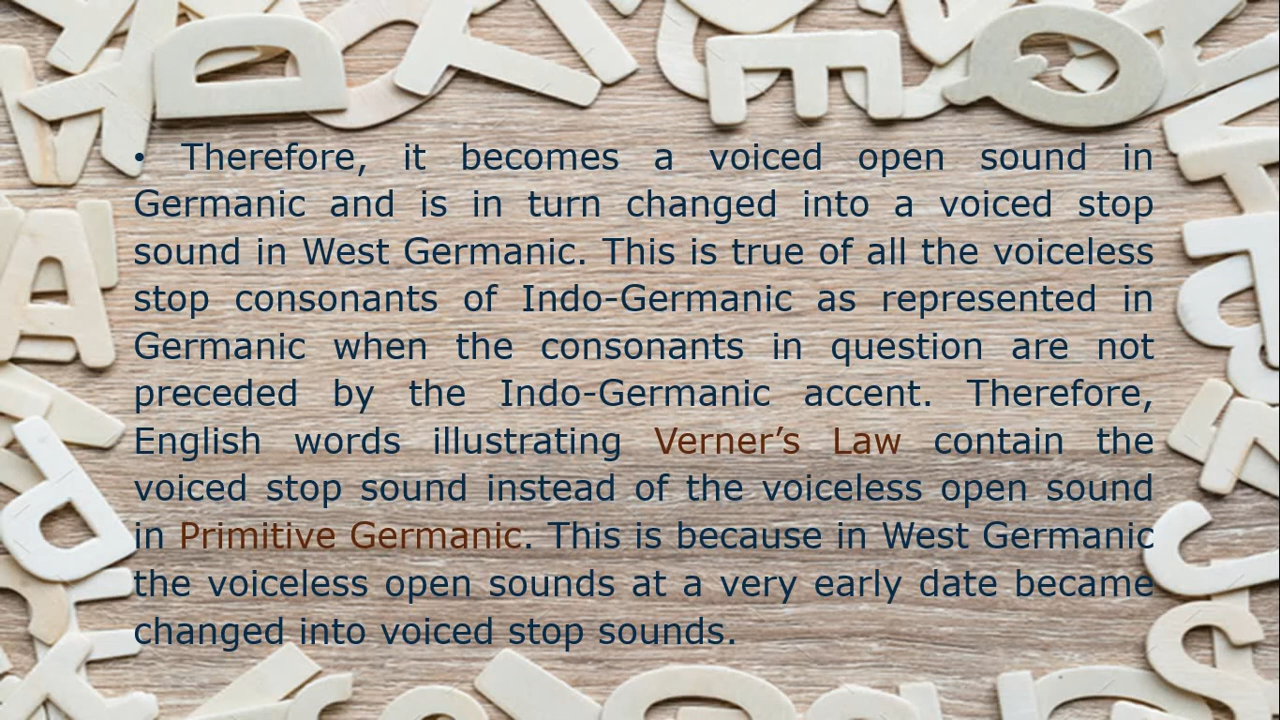 • Therefore, it becomes a voiced open sound in
Germanic and is in turn changed into a voiced stop
sound in West Germanic. This is true of all the voiceless
stop consonants of Indo-Germanic as represented in
Germanic when the consonants in question are not
preceded by the Indo-Germanic accent. Therefore,
English words illustrating Verner’s Law contain the
voiced stop sound instead of the voiceless open sound
in Primitive Germanic. This is because in West Germanic
the voiceless open sounds at a very early date became
changed into voiced stop sounds.